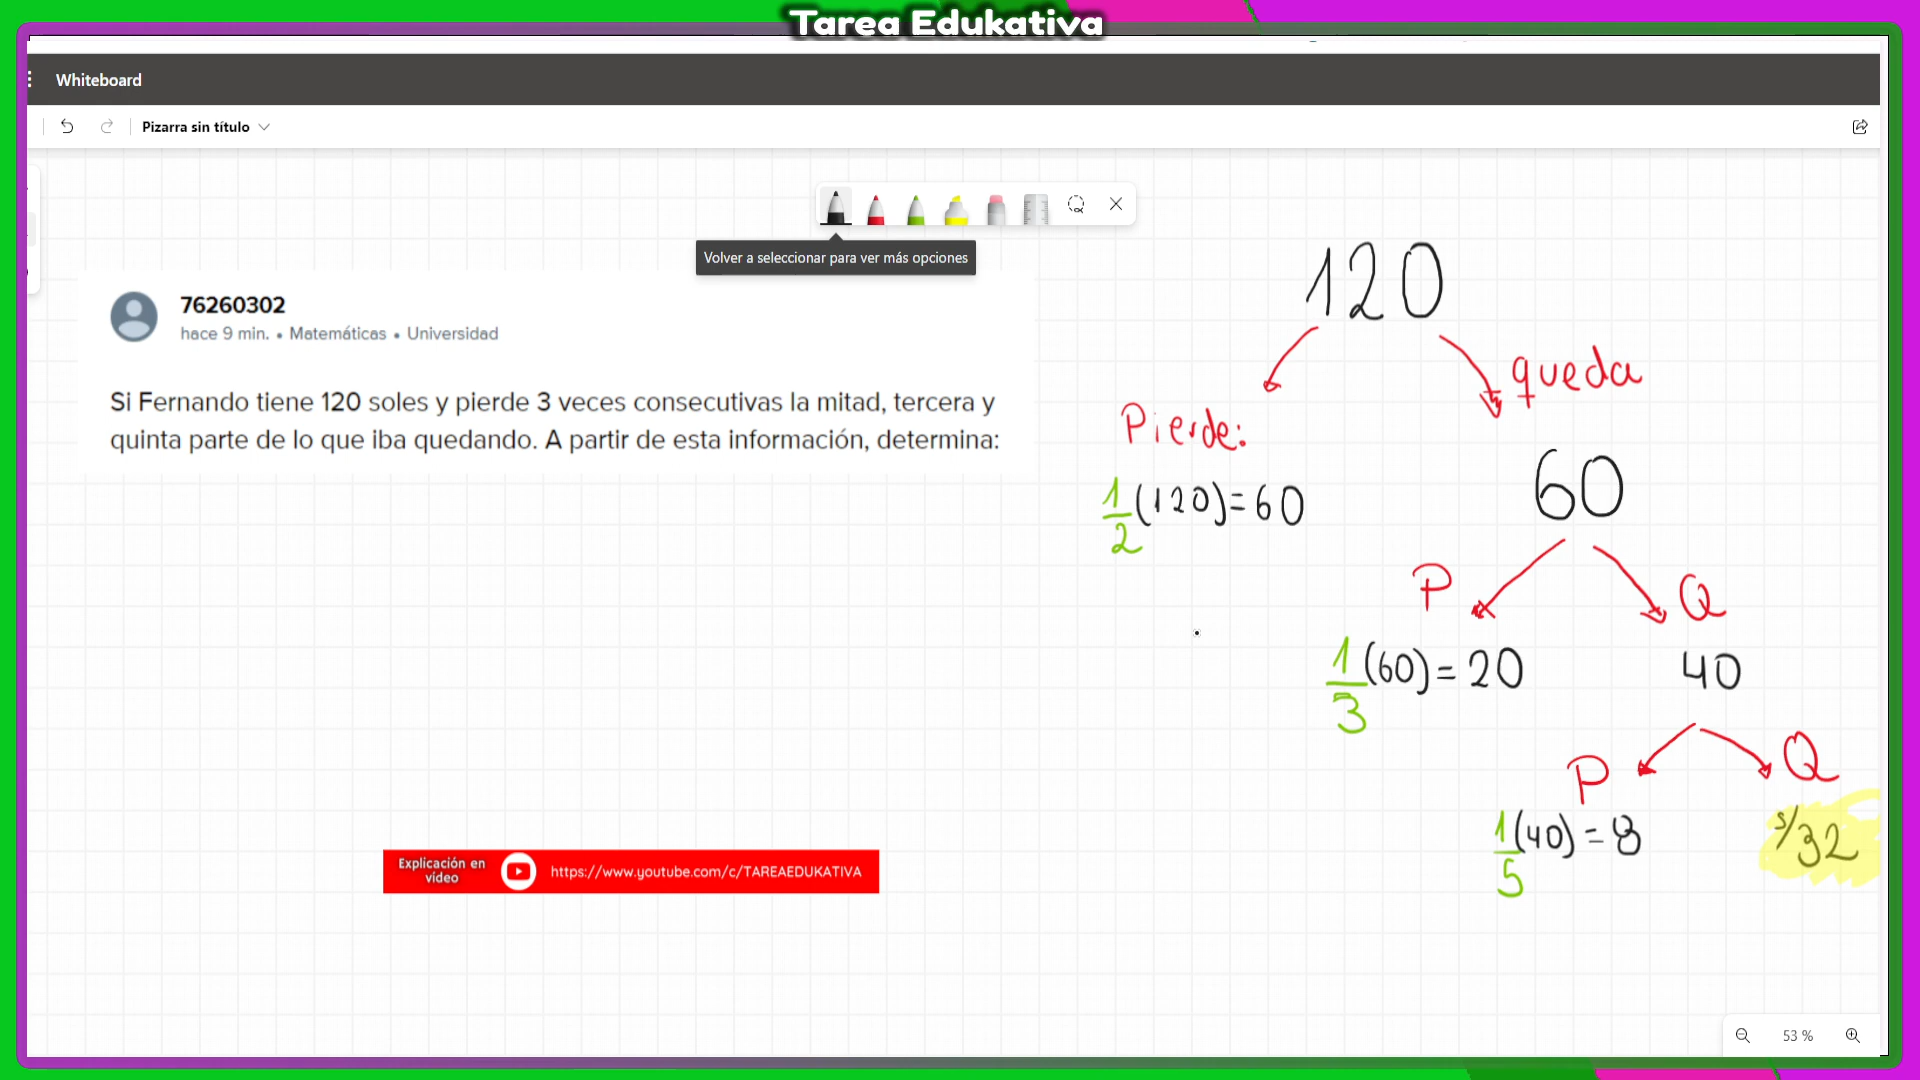 Tarea Edukativa
Whiteboard
Pizarra sin título
Volver a seleccionar para ver más opciones
76260302
hace 9 min. • Matemáticas • Universidad
Si Fernando tiene 120 soles y pierde 3 veces consecutivas la mitad, tercera y
quinta parte de lo que iba quedando. A partir de esta información, determina:
120
queda
Pierde:
1/2(120)=60
60
P
Q
1/3(60)=20
40
P
Q
1/5(40)=8
s/32
Explicación en
vídeo
https://www.youtube.com/c/TAREAEDUKATIVA
53 %